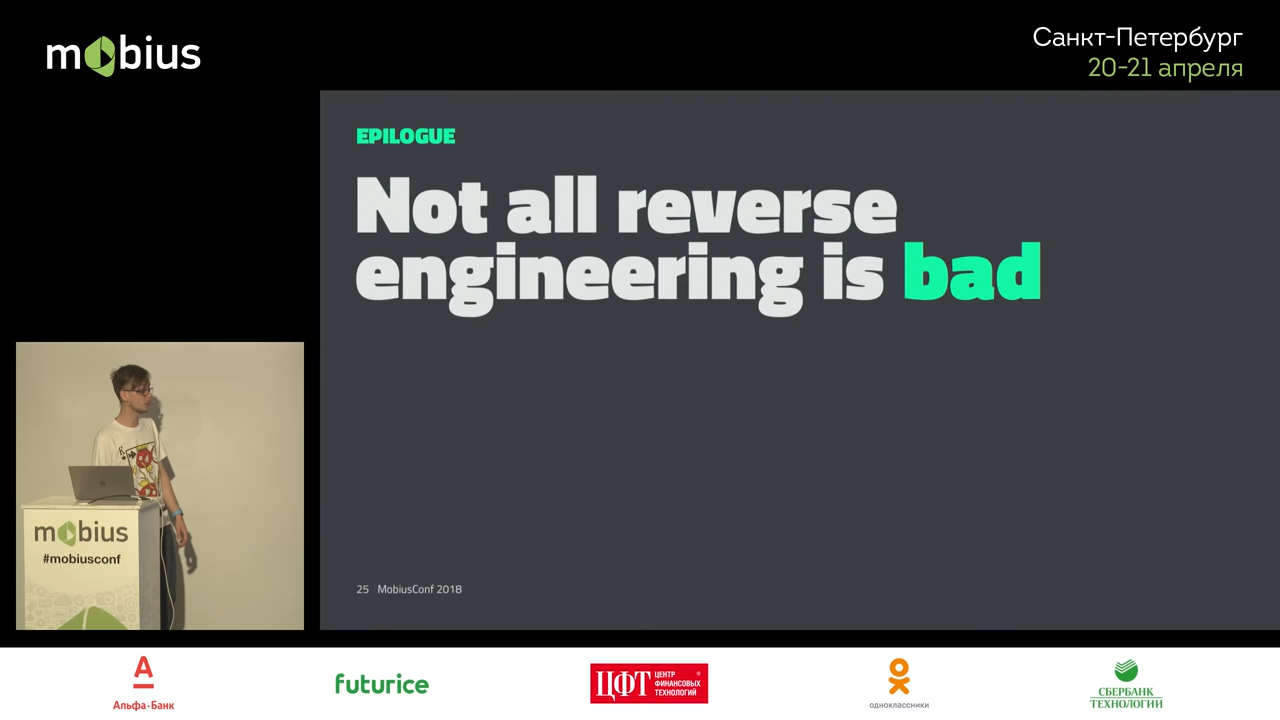 mobius
Санкт-Петербург
20-21 апреля
EPILOGUE
Not all reverse
engineering is bad
25 MobiusConf 2018
mobius
#mobiusconf
А
Альфа·Банк
futurice
ЦФТ
ЦЕНТР
ФИНАНСОВЫХ
ТЕХНОЛОГИЙ
®
одноклассники
СБЕРБАНК
ТЕХНОЛОГИИ